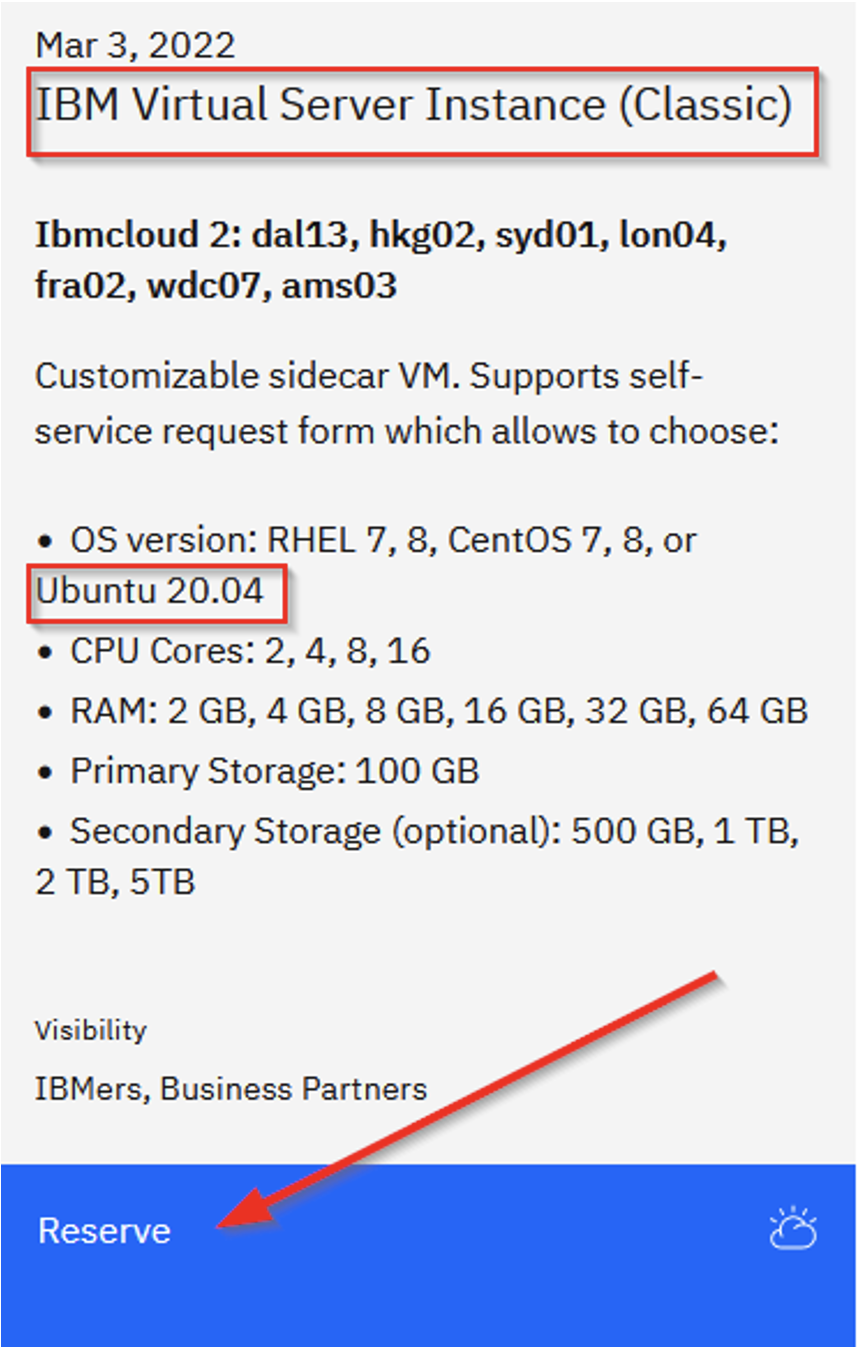 Mar 3, 2022
IBM Virtual Server Instance (Classic)
Ibmcloud 2: dal13, hkg02, syd01, lon04,
fra02, wdc07, ams03
Customizable sidecar VM. Supports self-
service request form which allows to choose:
• OS version: RHEL 7, 8, CentOS 7, 8, or
Ubuntu 20.04
• CPU Cores: 2, 4, 8, 16
• RAM: 2 GB, 4 GB, 8 GB, 16 GB, 32 GB, 64 GB
• Primary Storage: 100 GB
• Secondary Storage (optional): 500 GB, 1 TB,
2 TB, 5TB
Visibility
IBMers, Business Partners
Reserve